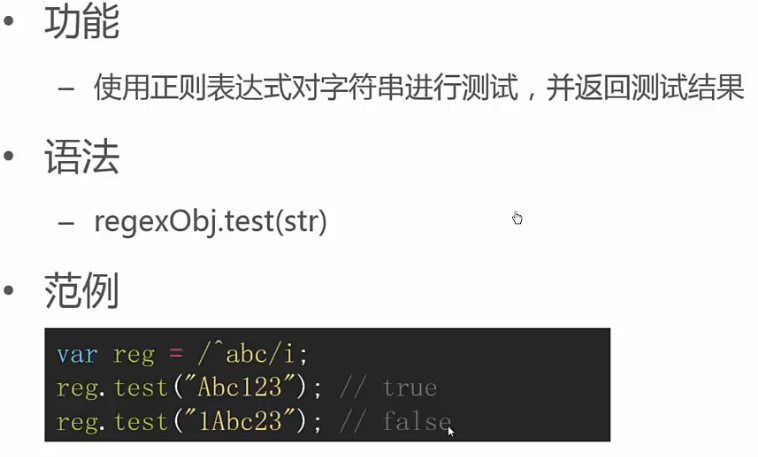 • 功能
– 使用正则表达式对字符串进行测试，并返回测试结果
• 语法
– regexObj.test(str)
• 范例
var reg = /^abc/i;
reg.test("Abc123"); // true
reg.test("1Abc23"); // false